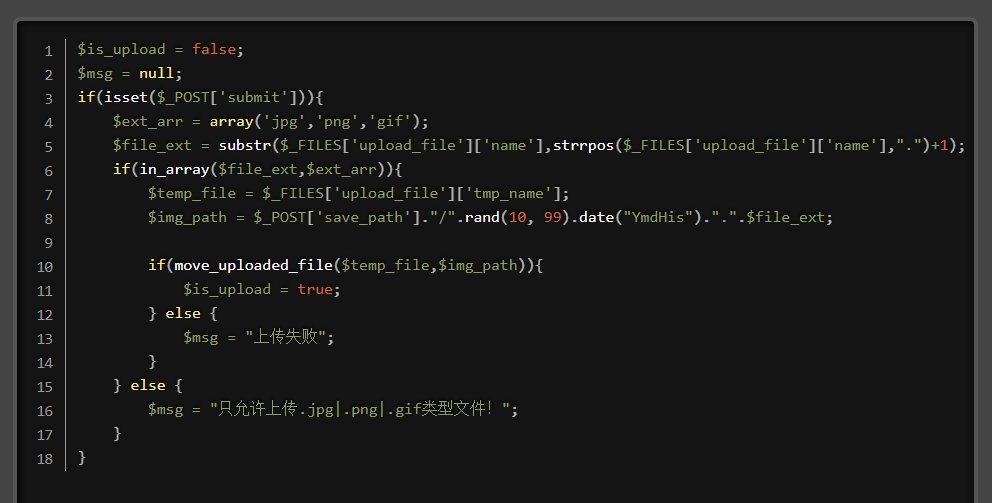 1 $is_upload = false;
2 $msg = null;
3 if(isset($_POST['submit'])){
4     $ext_arr = array('jpg','png','gif');
5     $file_ext = substr($_FILES['upload_file']['name'],strrpos($_FILES['upload_file']['name'],".")+1);
6     if(in_array($file_ext,$ext_arr)){
7         $temp_file = $_FILES['upload_file']['tmp_name'];
8         $img_path = $_POST['save_path']."/".rand(10, 99).date("YmdHis").".".$file_ext;
9
10         if(move_uploaded_file($temp_file,$img_path)){
11             $is_upload = true;
12         } else {
13             $msg = "上传失败";
14         }
15     } else {
16         $msg = "只允许上传.jpg|.png|.gif类型文件！";
17     }
18 }